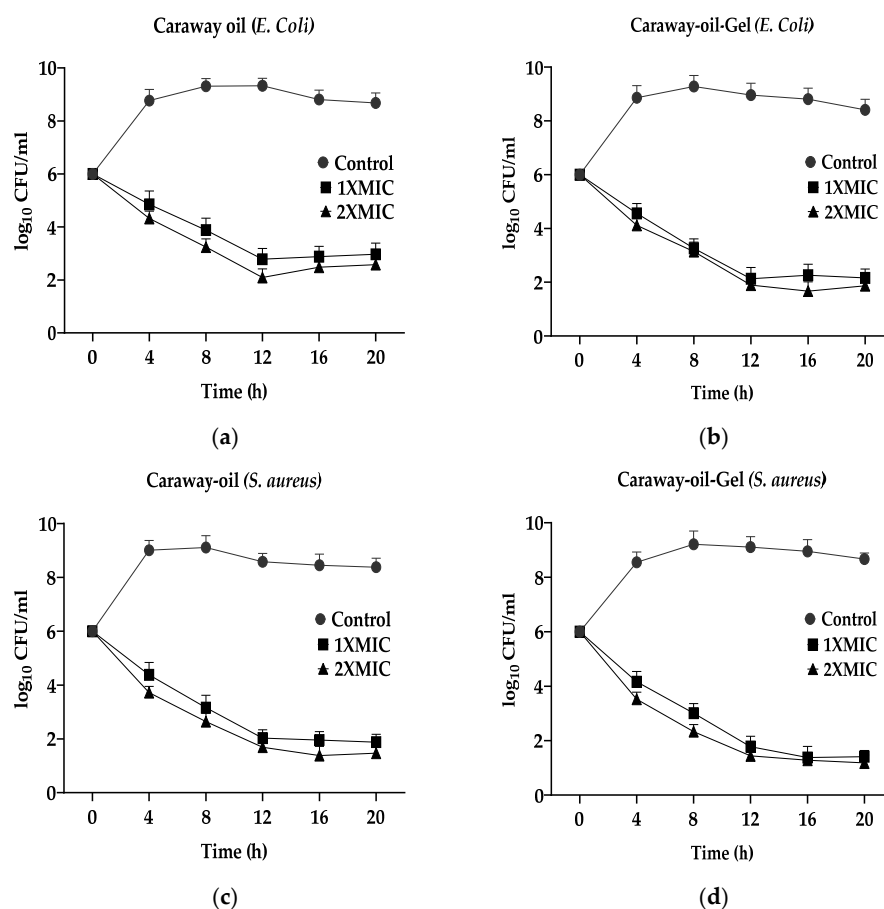 Caraway oil (E. Coli)
10
8
6
4
2
0
log10 CFU/ml
Control
1XMIC
2XMIC
0 4 8 12 16 20
Time (h)
(a)
Caraway-oil-Gel (E. Coli)
10
8
6
4
2
0
log10 CFU/ml
Control
1XMIC
2XMIC
0 4 8 12 16 20
Time (h)
(b)
Caraway-oil (S. aureus)
10
8
6
4
2
0
log10 CFU/ml
Control
1XMIC
2XMIC
0 4 8 12 16 20
Time (h)
(c)
Caraway-oil-Gel (S. aureus)
10
8
6
4
2
0
log10 CFU/ml
Control
1XMIC
2XMIC
0 4 8 12 16 20
Time (h)
(d)